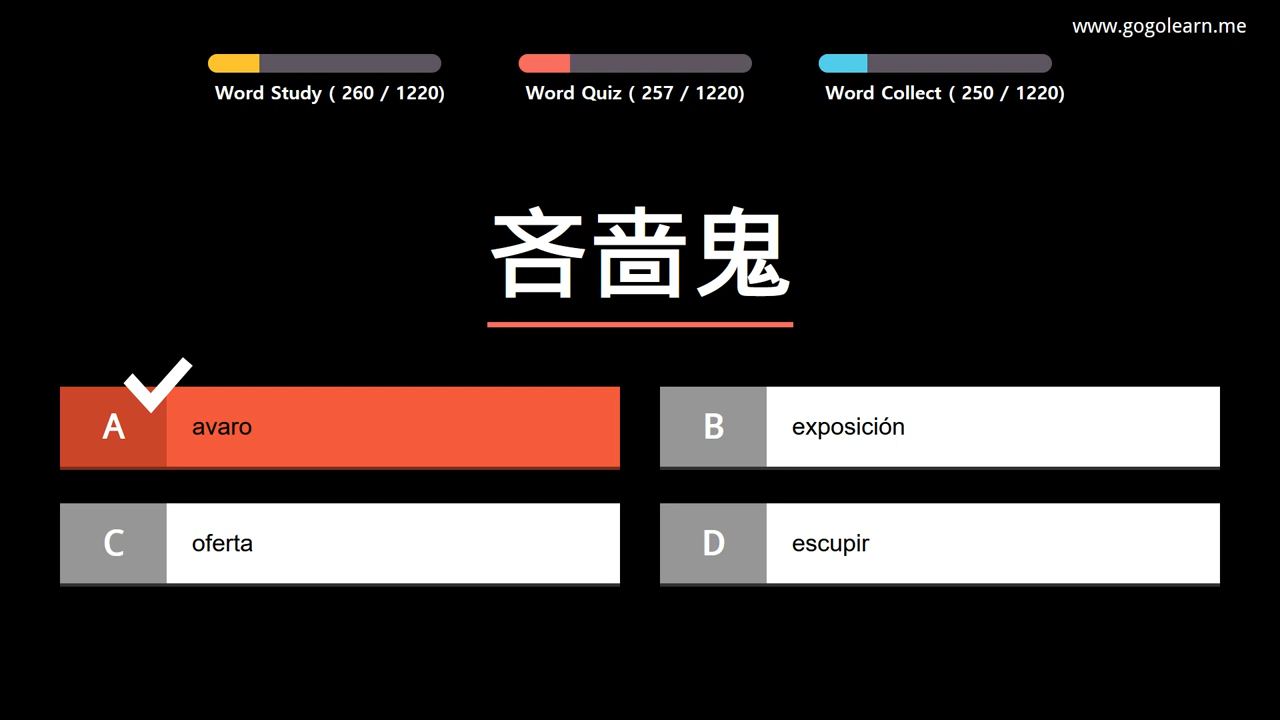 www.gogolearn.me
Word Study ( 260 / 1220)
Word Quiz ( 257 / 1220)
Word Collect ( 250 / 1220)
吝啬鬼
A avaro
B exposición
C oferta
D escupir